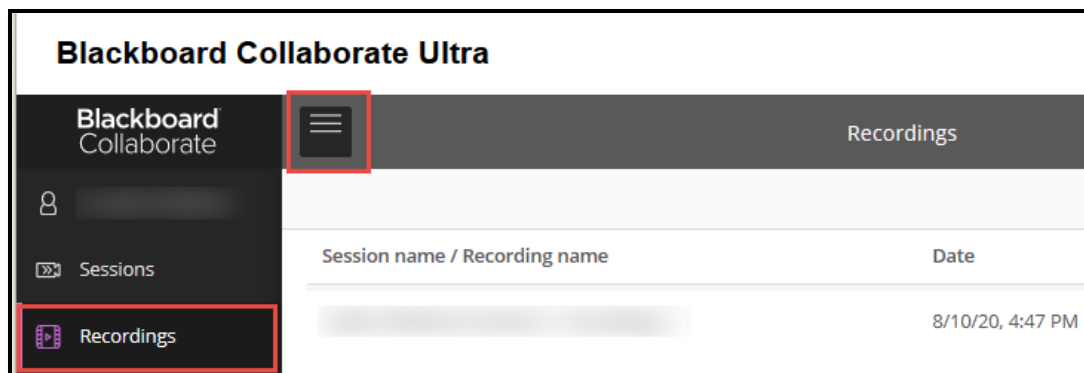 Blackboard Collaborate Ultra
Blackboard
Collaborate
Recordings
Sessions
Session name / Recording name Date
Recordings
8/10/20, 4:47 PM